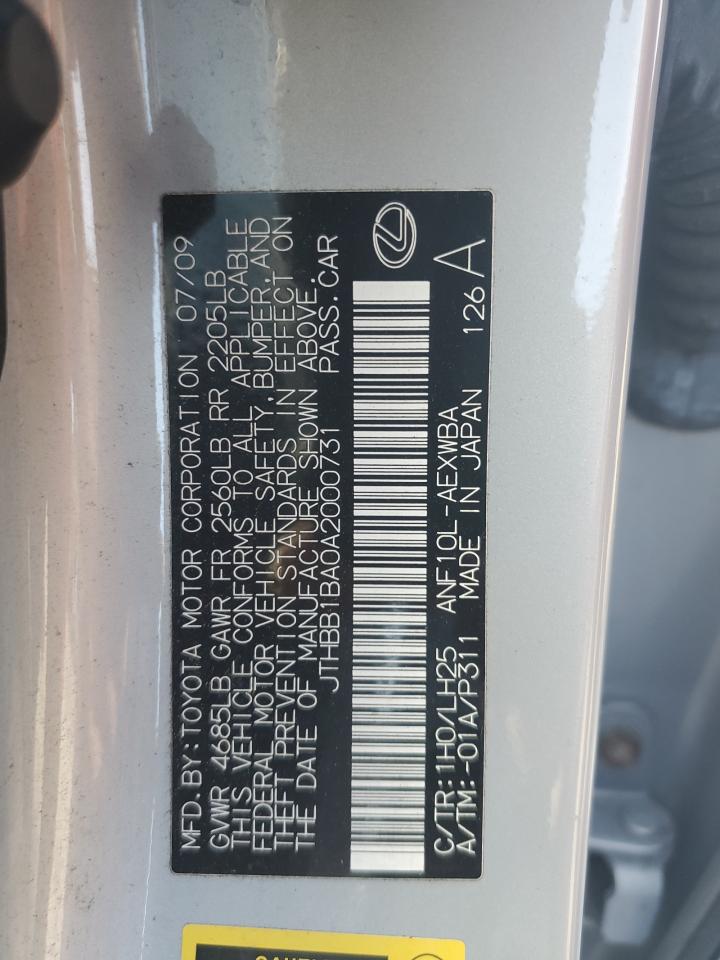 MFD.BY:TOYOTA MOTOR CORPORATION 07/09
GVWR 4685LB GAWR FR 2560LB RR 2205LB
THIS VEHICLE CONFORMS TO ALL APPLICABLE
FEDERAL MOTOR VEHICLE SAFETY,BUMPER,AND
THEFT PREVENTION STANDARDS IN EFFECT ON
THE DATE OF MANUFACTURE SHOWN ABOVE.
JTHBB1BA0A2000731 PASS.CAR
C/TR:1H0/LH25 ANF10L-AEXWBA 126
A/TM:-01A/P311 MADE IN JAPAN A